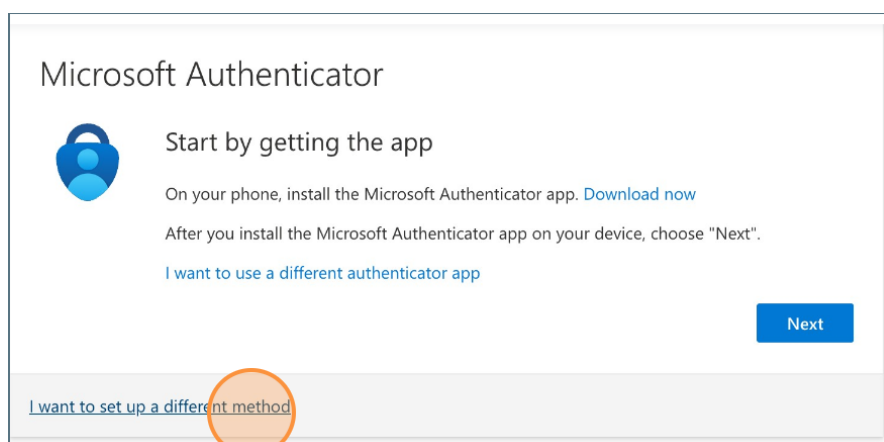 Microsoft Authenticator
Start by getting the app
On your phone, install the Microsoft Authenticator app. Download now
After you install the Microsoft Authenticator app on your device, choose "Next".
I want to use a different authenticator app
Next
I want to set up a different method